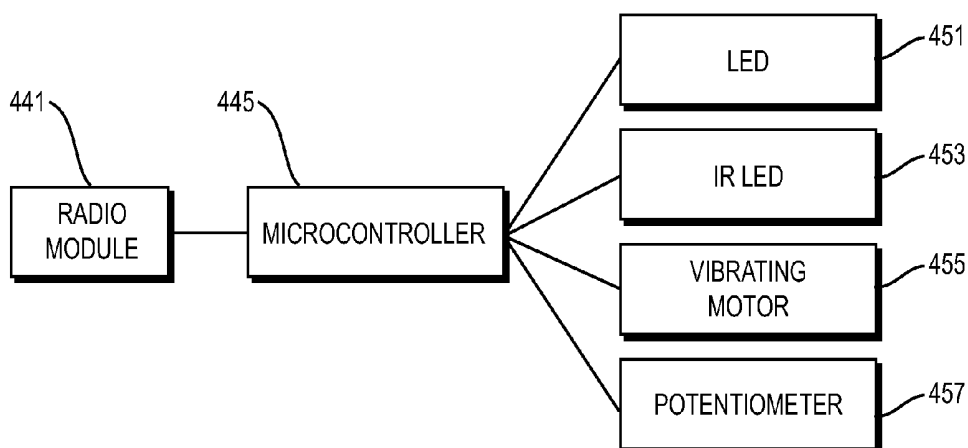 451
LED
441
445
453
IR LED
RADIO
MODULE
MICROCONTROLLER
455
VIBRATING
MOTOR
457
POTENTIOMETER